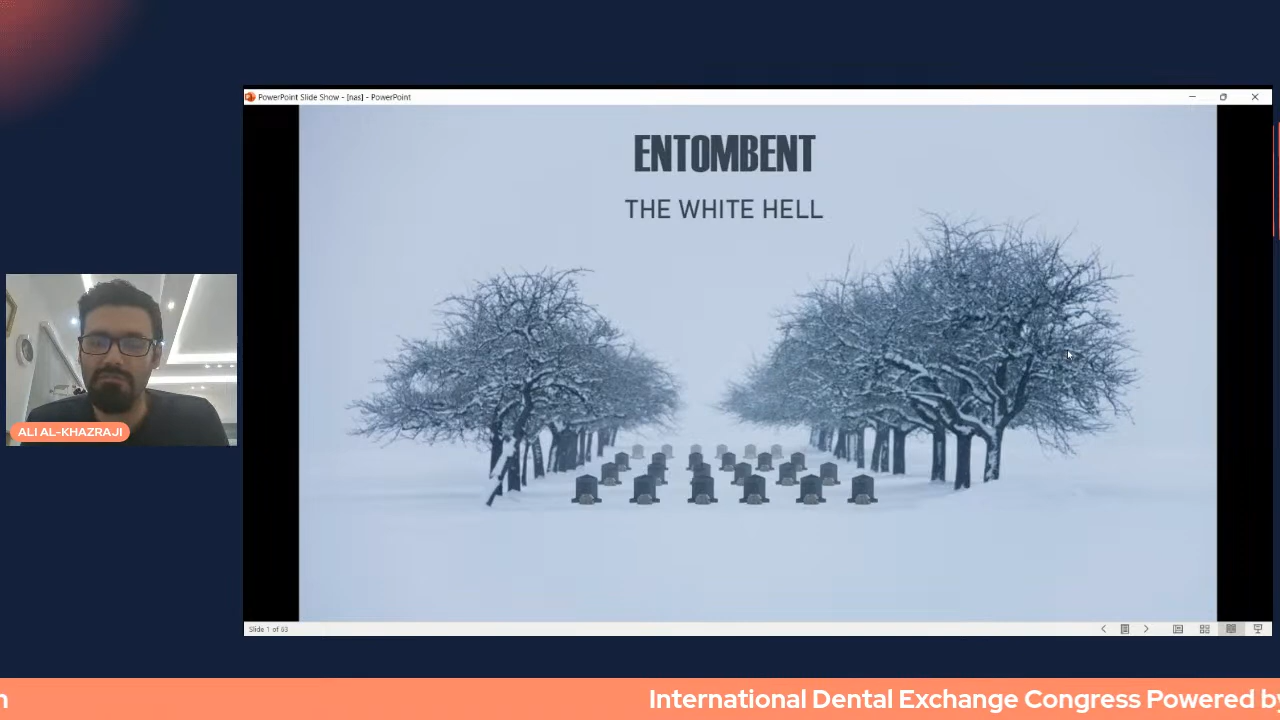 PowerPoint Slide Show - [nas] - PowerPoint
ENTOMBENT
THE WHITE HELL
ALI AL-KHAZRAJI
Slide 1 of 63
International Dental Exchange Congress Powered by